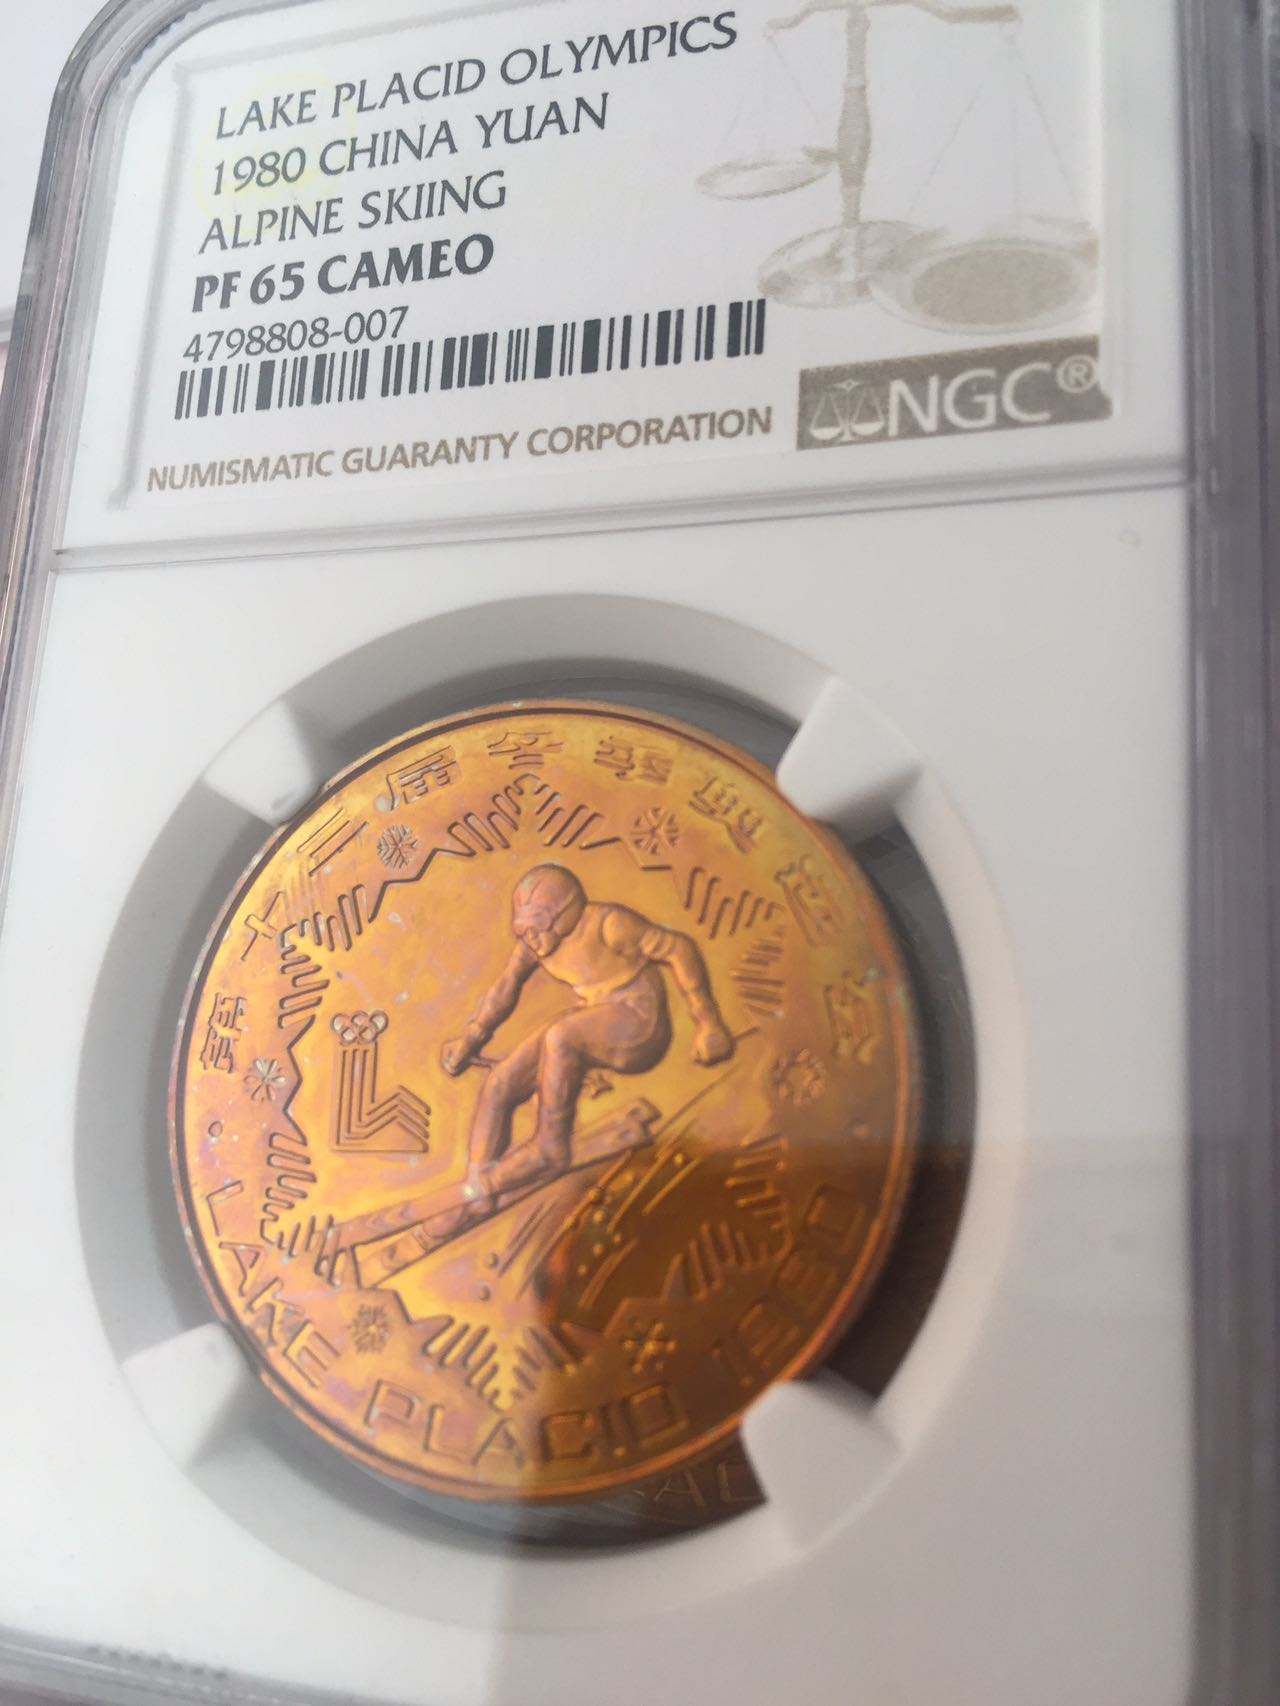 LAKE PLACID OLYMPICS
1980 CHINA YUAN
ALPINE SKIING
PF 65 CAMEO
4798808-007
NUMISMATIC GUARANTY CORPORATION
NGC®
第十三届冬季奥运会
LAKE PLACID 1980